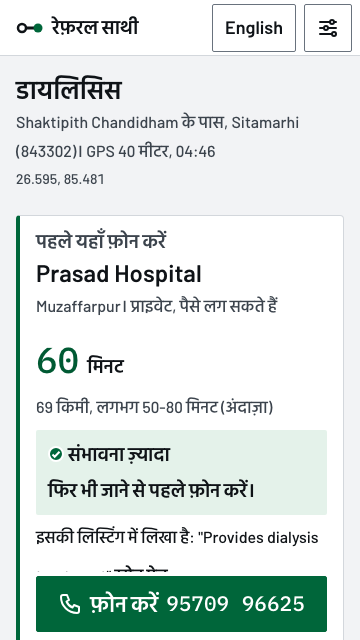 रेफ़रल साथी
English
डायलिसिस
Shaktipith Chandidham के पास, Sitamarhi
(843302)। GPS 40 मीटर, 04:46
26.595, 85.481
पहले यहाँ फ़ोन करें
Prasad Hospital
Muzaffarpur। प्राइवेट, पैसे लग सकते हैं
60 मिनट
69 किमी, लगभग 50-80 मिनट (अंदाज़ा)
संभावना ज़्यादा
फिर भी जाने से पहले फ़ोन करें।
इसकी लिस्टिंग में लिखा है: "Provides dialysis
फ़ोन करें 95709 96625